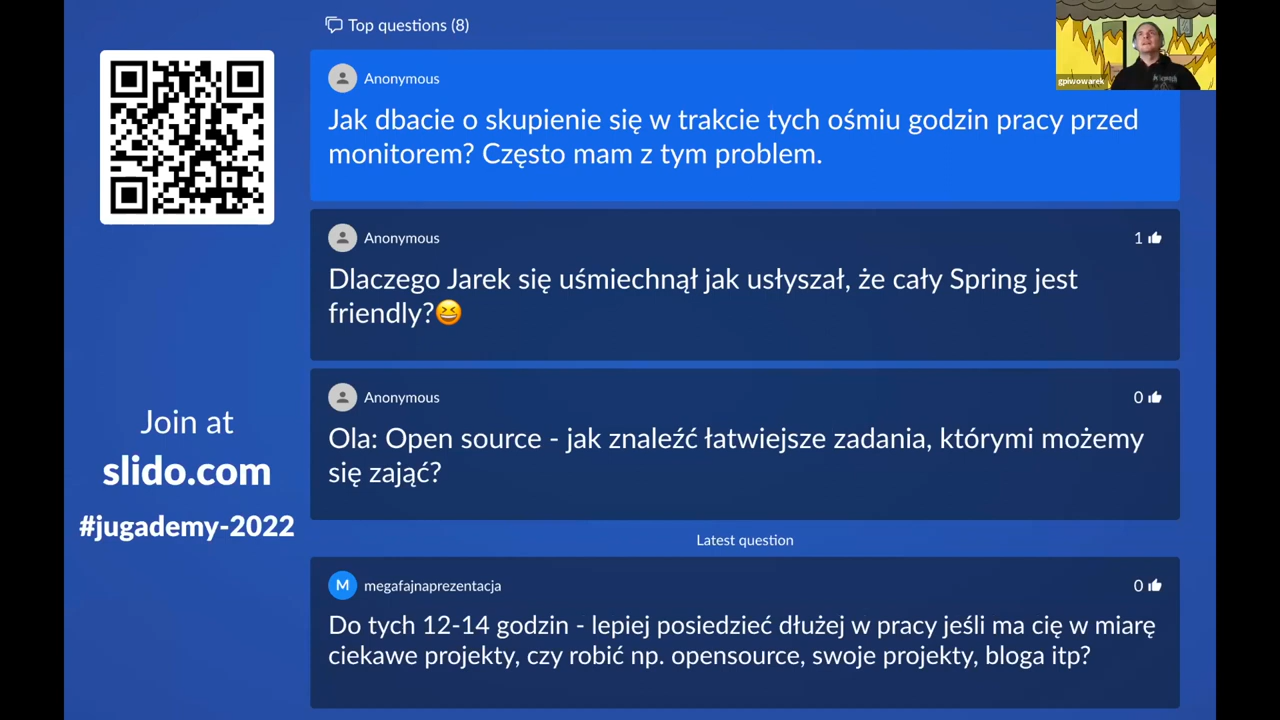 Top questions (8)
Anonymous
Jak dbacie o skupienie się w trakcie tych ośmiu godzin pracy przed
monitorem? Często mam z tym problem.
gpiwowarek
Anonymous
1
Dlaczego Jarek się uśmiechnął jak usłyszał, że cały Spring jest
friendly?😆
Anonymous
0
Ola: Open source - jak znaleźć łatwiejsze zadania, którymi możemy
się zająć?
Join at
slido.com
#jugademy-2022
Latest question
M megafajnaprezentacja
0
Do tych 12-14 godzin - lepiej posiedzieć dłużej w pracy jeśli ma cię w miarę
ciekawe projekty, czy robić np. opensource, swoje projekty, bloga itp?